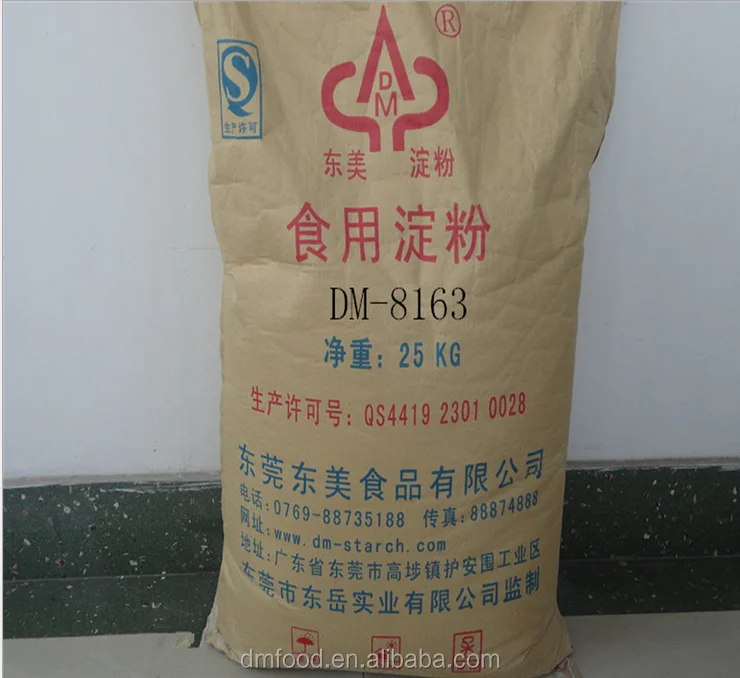 ®
QS
生产许可
DM
东美 淀粉
食用淀粉
DM-8163
净重：25 KG
生产许可号：QS4419 2301 0028
东莞东美食品有限公司
电话：0769-88735188 传真：88874888
网址：www.dm-starch.com
地址：广东省东莞市高埗镇护安围工业区
东莞市东岳实业有限公司监制
dmfood.en.alibaba.com